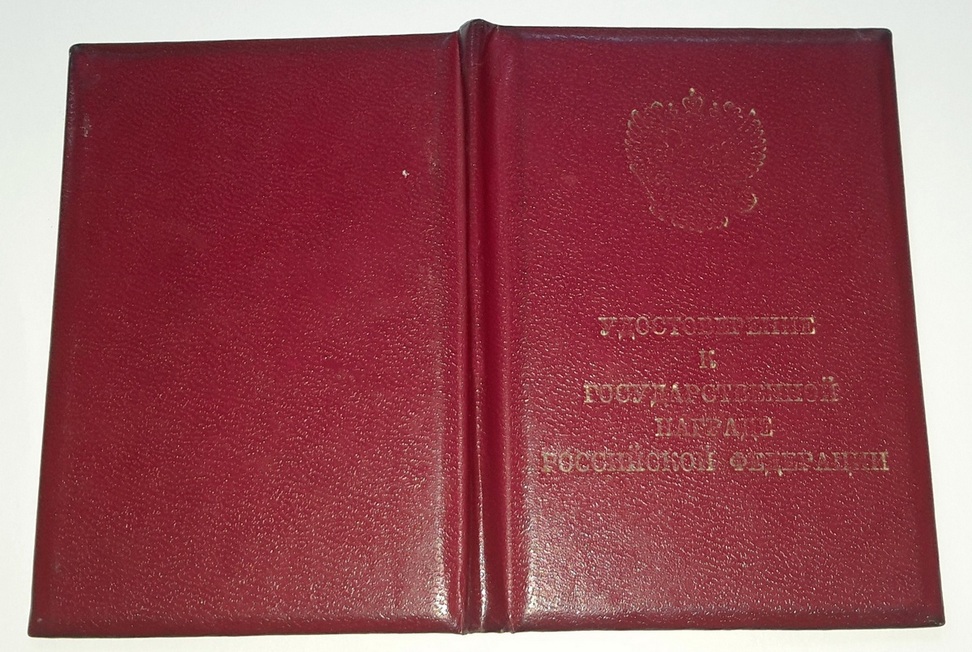 УДОСТОВЕРЕНИЕ
К
ГОСУДАРСТВЕННОЙ
НАГРАДЕ
РОССИЙСКОЙ ФЕДЕРАЦИИ